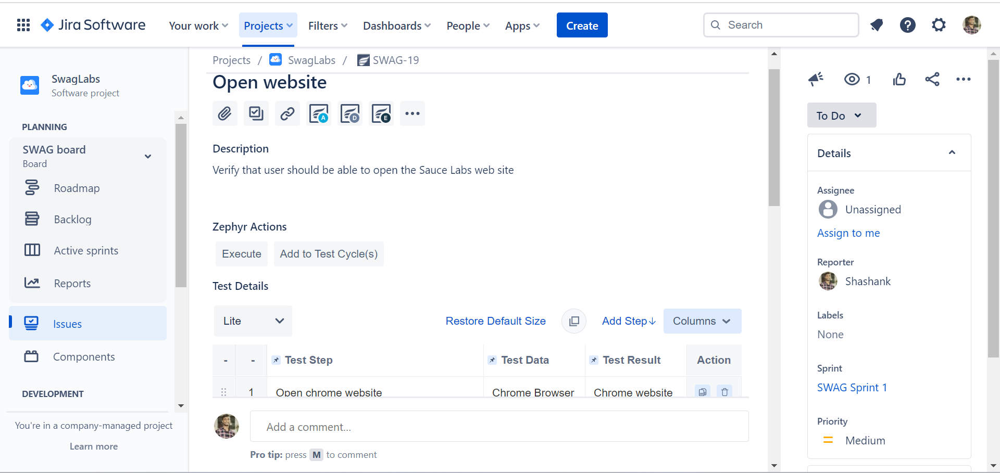 Jira Software
Your work
Projects
Filters
Dashboards
People
Apps
Create
Search
SwagLabs
Software project
PLANNING
SWAG board
Board
Roadmap
Backlog
Active sprints
Reports
Issues
Components
DEVELOPMENT
You're in a company-managed project
Learn more
Projects / SwagLabs / SWAG-19
Open website
A
D
E
Description
Verify that user should be able to open the Sauce Labs web site
Zephyr Actions
Execute
Add to Test Cycle(s)
Test Details
Lite
Restore Default Size
Add Step↓
Columns
- - Test Step Test Data Test Result Action
1 Open chrome website Chrome Browser Chrome website
Add a comment...
Pro tip: press M to comment
1
To Do
Details
Assignee
Unassigned
Assign to me
Reporter
Shashank
Labels
None
Sprint
SWAG Sprint 1
Priority
Medium